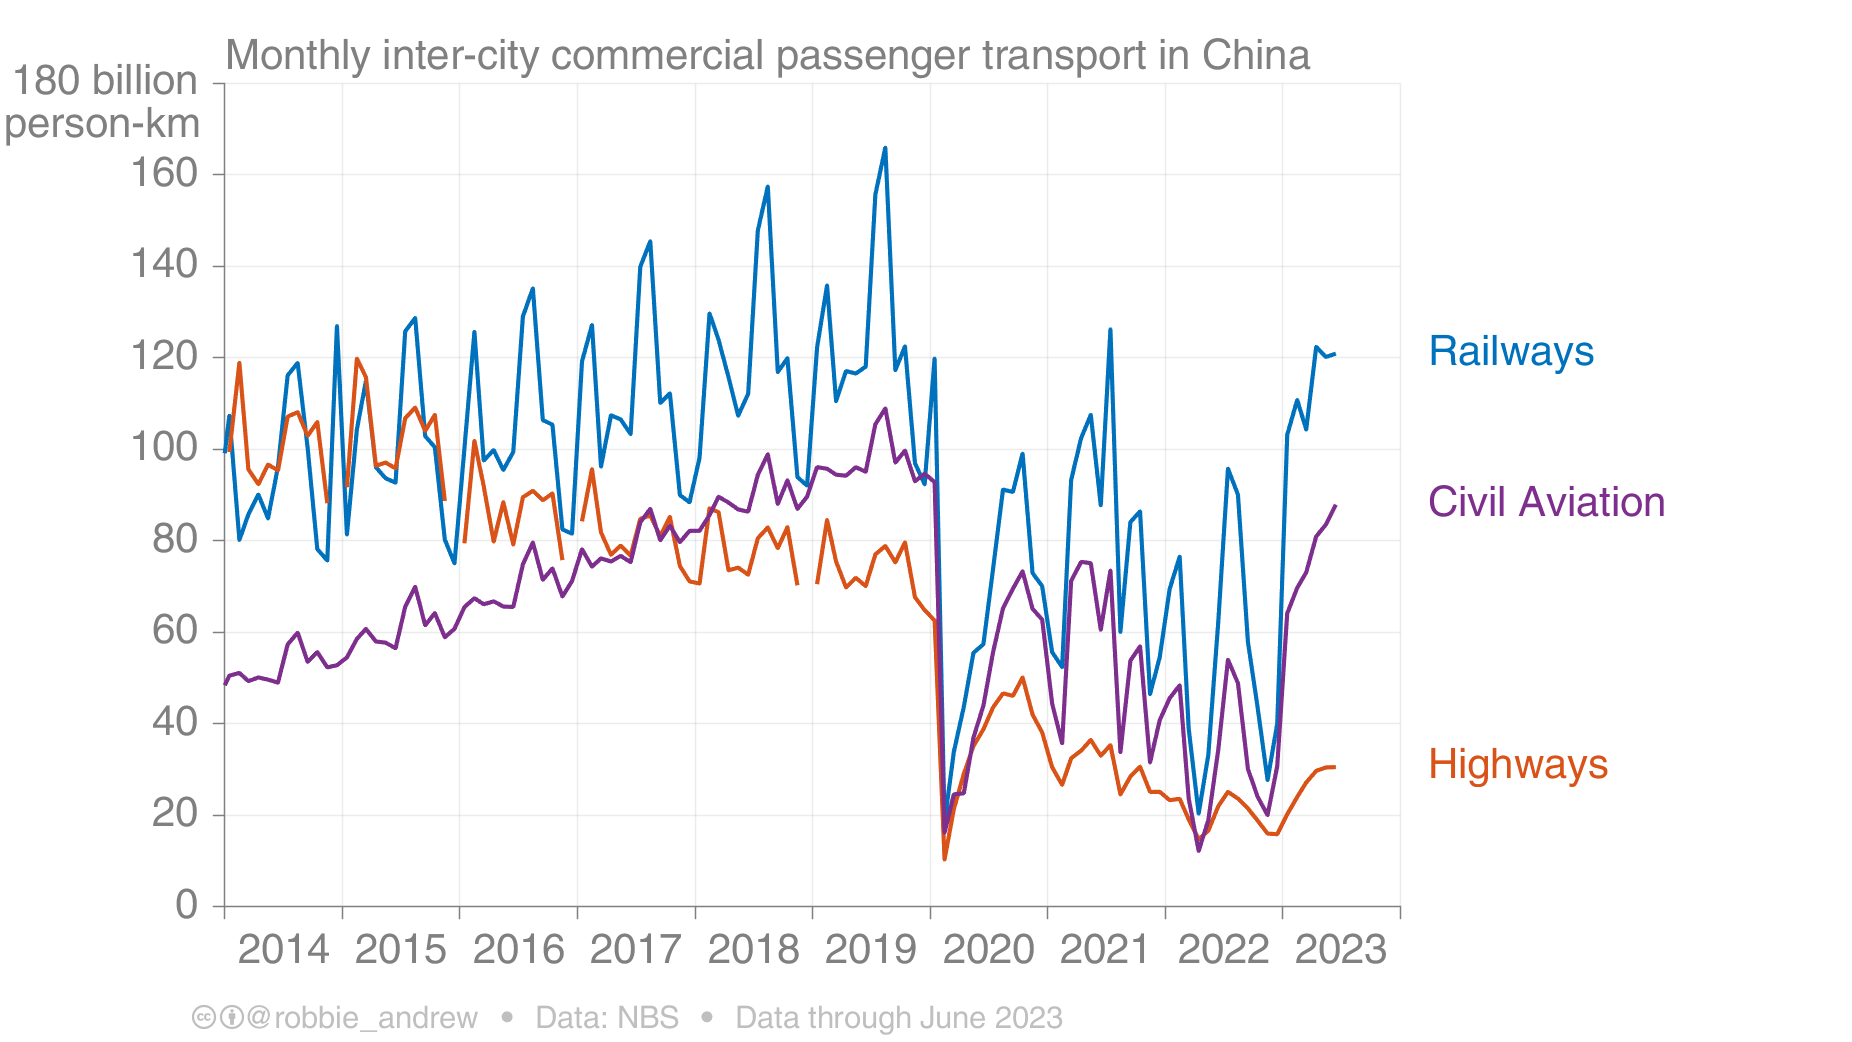 Monthly inter-city commercial passenger transport in China
180 billion
person-km
160
140
120
100
80
60
40
20
0
Railways
Civil Aviation
Highways
2014 2015 2016 2017 2018 2019 2020 2021 2022 2023
cc @robbie_andrew • Data: NBS • Data through June 2023